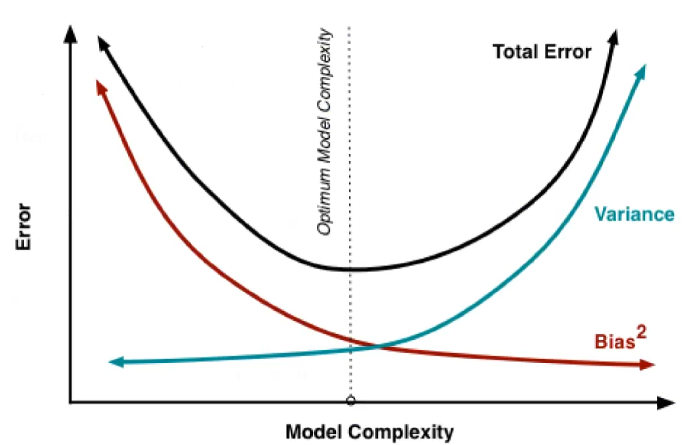 Optimum Model Complexity
Total Error
Variance
Error
Bias²
Model Complexity